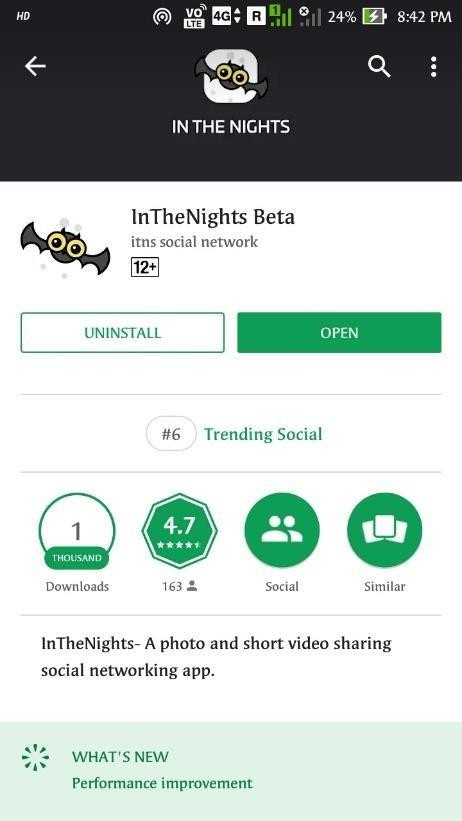 HD VO LTE 4G R 1 24% 8:42 PM
IN THE NIGHTS
InTheNights Beta
itns social network
12+
UNINSTALL OPEN
#6 Trending Social
1 4.7
THOUSAND
Downloads 163 Social Similar
InTheNights- A photo and short video sharing
social networking app.
WHAT'S NEW
Performance improvement